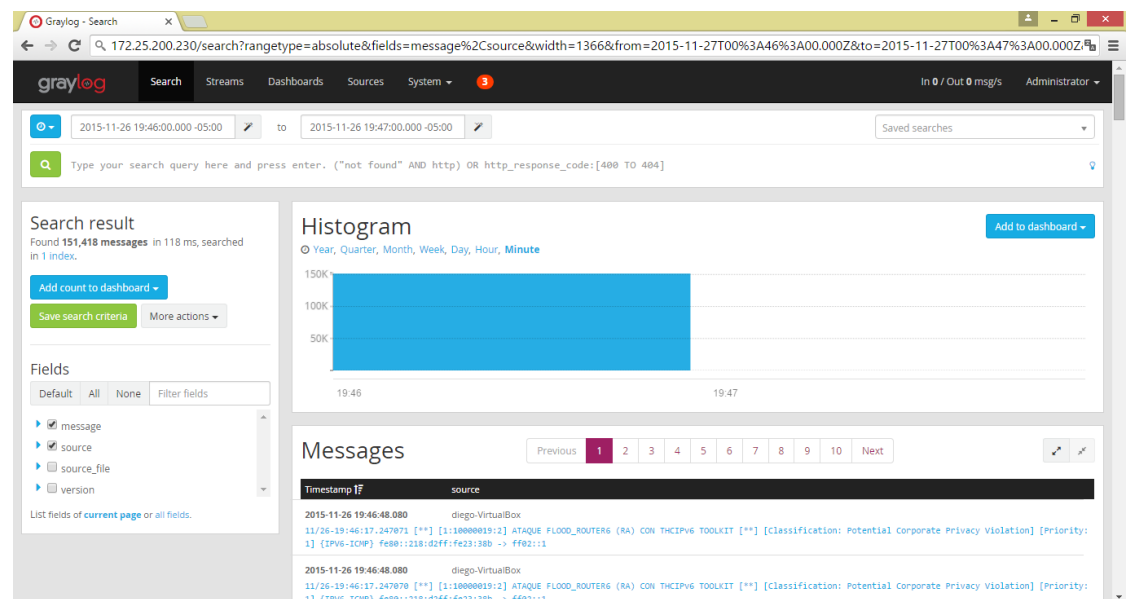 Graylog - Search
172.25.200.230/search?rangetype=absolute&fields=message%2Csource&width=1366&from=2015-11-27T00%3A46%3A00.000Z&to=2015-11-27T00%3A47%3A00.000Z
graylog Search Streams Dashboards Sources System 3 In 0 / Out 0 msg/s Administrator
2015-11-26 19:46:00.000 -05:00 to 2015-11-26 19:47:00.000 -05:00 Saved searches
Type your search query here and press enter. ("not found" AND http) OR http_response_code:[400 TO 404]
Search result
Found 151,418 messages in 118 ms, searched
in 1 index.
Add count to dashboard
Save search criteria More actions
Fields
Default All None Filter fields
message
source
source_file
version
List fields of current page or all fields.
Histogram
Add to dashboard
Year, Quarter, Month, Week, Day, Hour, Minute
150K
100K
50K
19:46 19:47
Messages
Previous 1 2 3 4 5 6 7 8 9 10 Next
Timestamp source
2015-11-26 19:46:48.080 diego-VirtualBox
11/26-19:46:17.247071 [**] [1:10000019:2] ATAQUE FLOOD_ROUTER6 (RA) CON THCIPv6 TOOLKIT [**] [Classification: Potential Corporate Privacy Violation] [Priority:
1] {IPV6-ICMP} fe80::218:d2ff:fe23:38b -> ff02::1
2015-11-26 19:46:48.080 diego-VirtualBox
11/26-19:46:17.247070 [**] [1:10000019:2] ATAQUE FLOOD_ROUTER6 (RA) CON THCIPv6 TOOLKIT [**] [Classification: Potential Corporate Privacy Violation] [Priority:
1] {IPV6-ICMP} fe80::218:d2ff:fe23:38b -> ff02::1